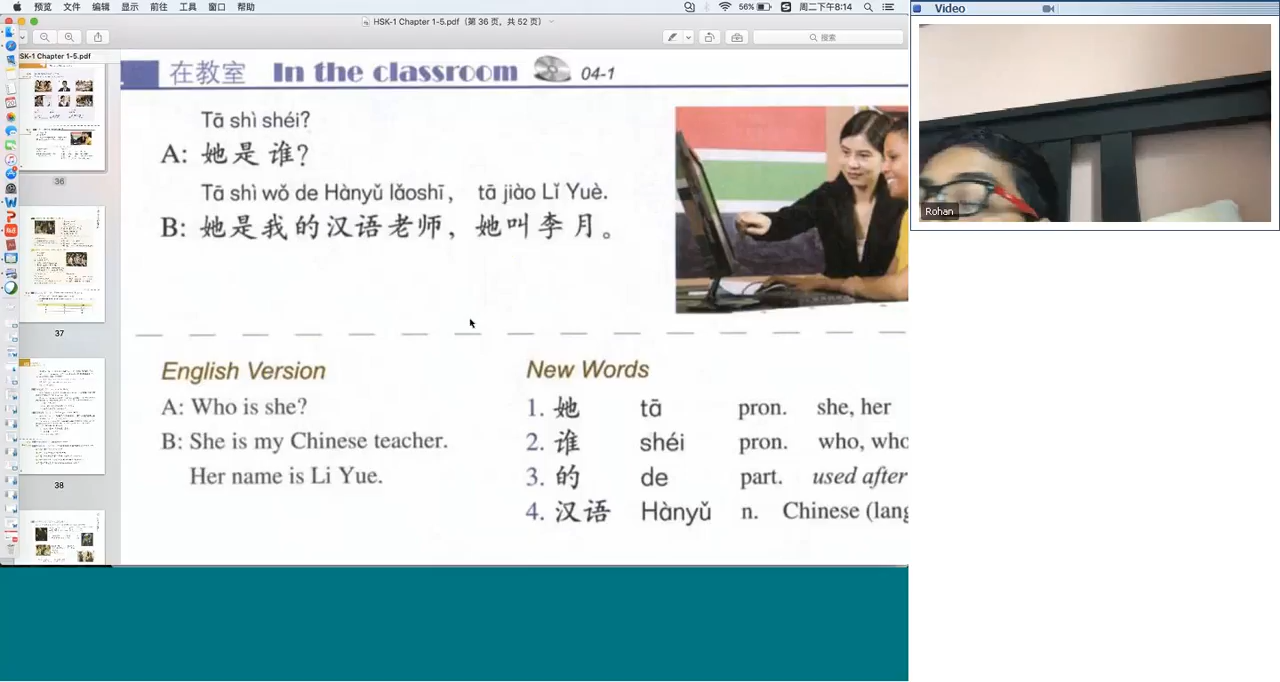 预览 文件 编辑 显示 前往 工具 窗口 帮助
56%
周二下午8:14
HSK-1 Chapter 1-5.pdf（第 36 页，共 52 页）
搜索
SK-1 Chapter 1-5.pdf
36
37
38
在教室 In the classroom 04-1
Tā shì shéi?
A: 她是谁?
Tā shì wǒ de Hànyǔ lǎoshī, tā jiào Lǐ Yuè.
B: 她是我的汉语老师，她叫李月。
English Version
A: Who is she?
B: She is my Chinese teacher.
Her name is Li Yue.
New Words
1. 她 tā pron. she, her
2. 谁 shéi pron. who, who
3. 的 de part. used after
4. 汉语 Hànyǔ n. Chinese (lang
Video
Rohan